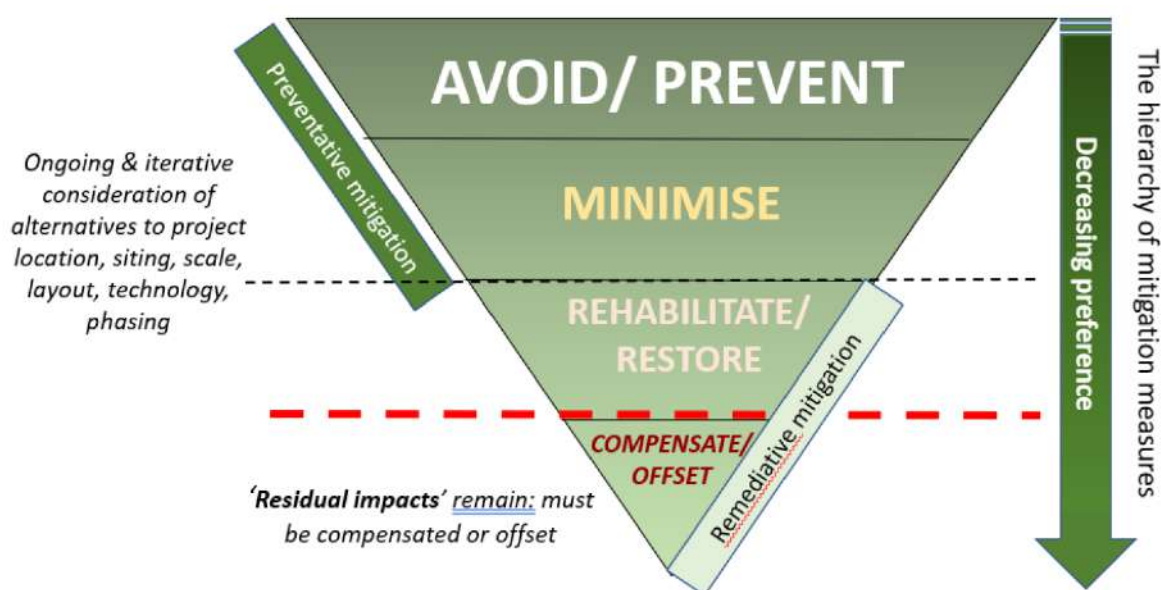 AVOID/ PREVENT
Preventative mitigation
MINIMISE
Ongoing & iterative
consideration of
alternatives to project
location, siting, scale,
layout, technology,
phasing
REHABILITATE/
RESTORE
COMPENSATE/
OFFSET
Remediative mitigation
‘Residual impacts’ remain: must
be compensated or offset
Decreasing preference
The hierarchy of mitigation measures